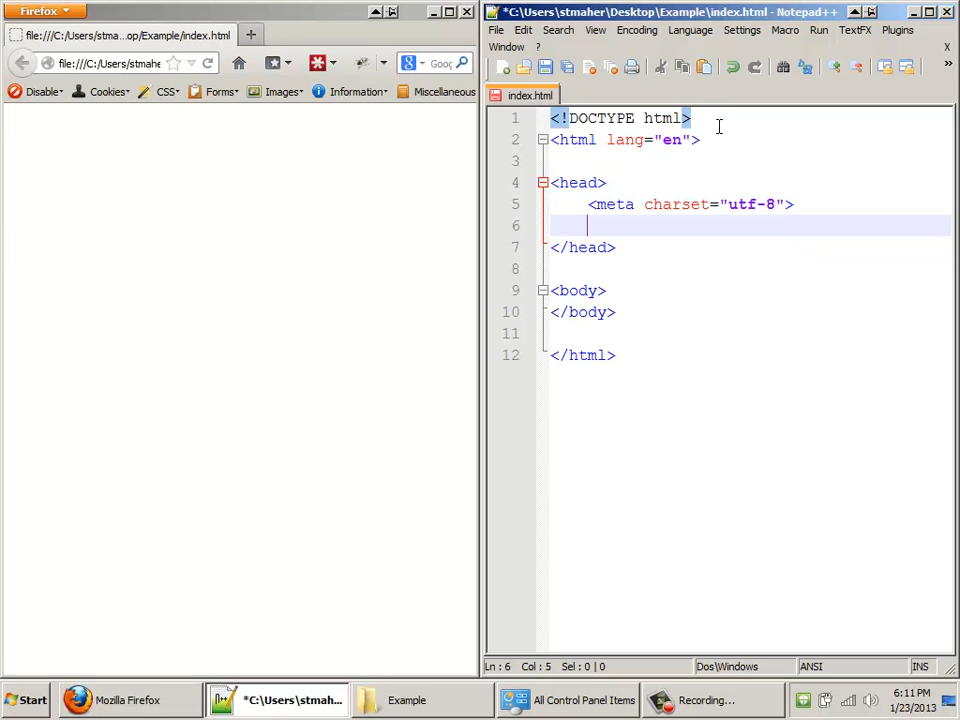 Firefox
file:///C:/Users/stma...op/Example/index.html
file:///C:/Users/stmahe
Goog
Disable
Cookies
CSS
Forms
Images
Information
Miscellaneous
*C:\Users\stmaher\Desktop\Example\index.html - Notepad++
File Edit Search View Encoding Language Settings Macro Run TextFX Plugins
Window ? X
index.html
1 <!DOCTYPE html>
2 <html lang="en">
3
4 <head>
5 <meta charset="utf-8">
6
7 </head>
8
9 <body>
10 </body>
11
12 </html>
Ln : 6 Col : 5 Sel : 0 | 0 Dos\Windows ANSI INS
Start
Mozilla Firefox
*C:\Users\stmaher\...
Example
All Control Panel Items
Recording...
6:11 PM
1/23/2013